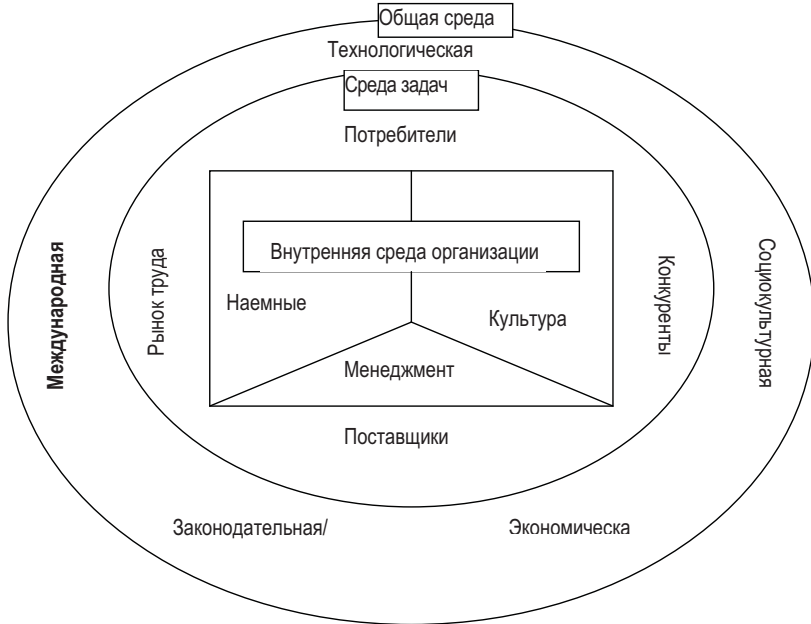 Общая среда
Технологическая
Среда задач
Потребители
Международная
Рынок труда
Внутренняя среда организации
Наемные
Культура
Конкуренты
Социокультурная
Менеджмент
Поставщики
Законодательная/
Экономическа